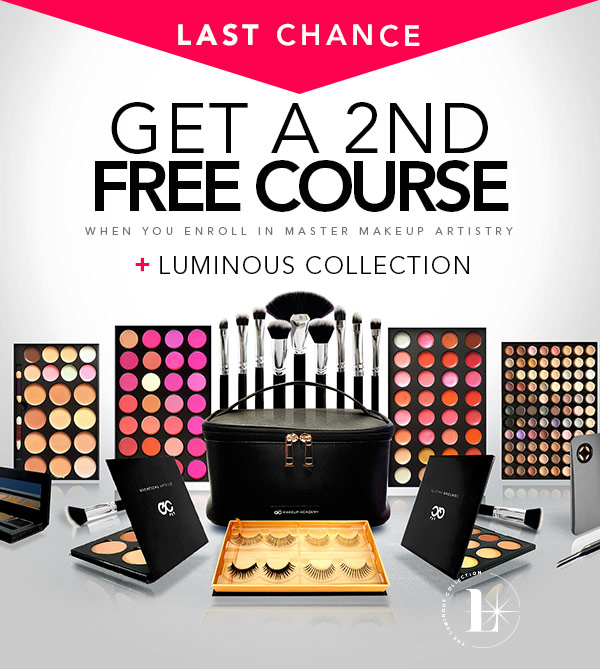 LAST CHANCE
GET A 2ND
FREE COURSE
WHEN YOU ENROLL IN MASTER MAKEUP ARTISTRY
+ LUMINOUS COLLECTION
QC MAKEUP ACADEMY
THE LUMINOUS COLLECTION
L